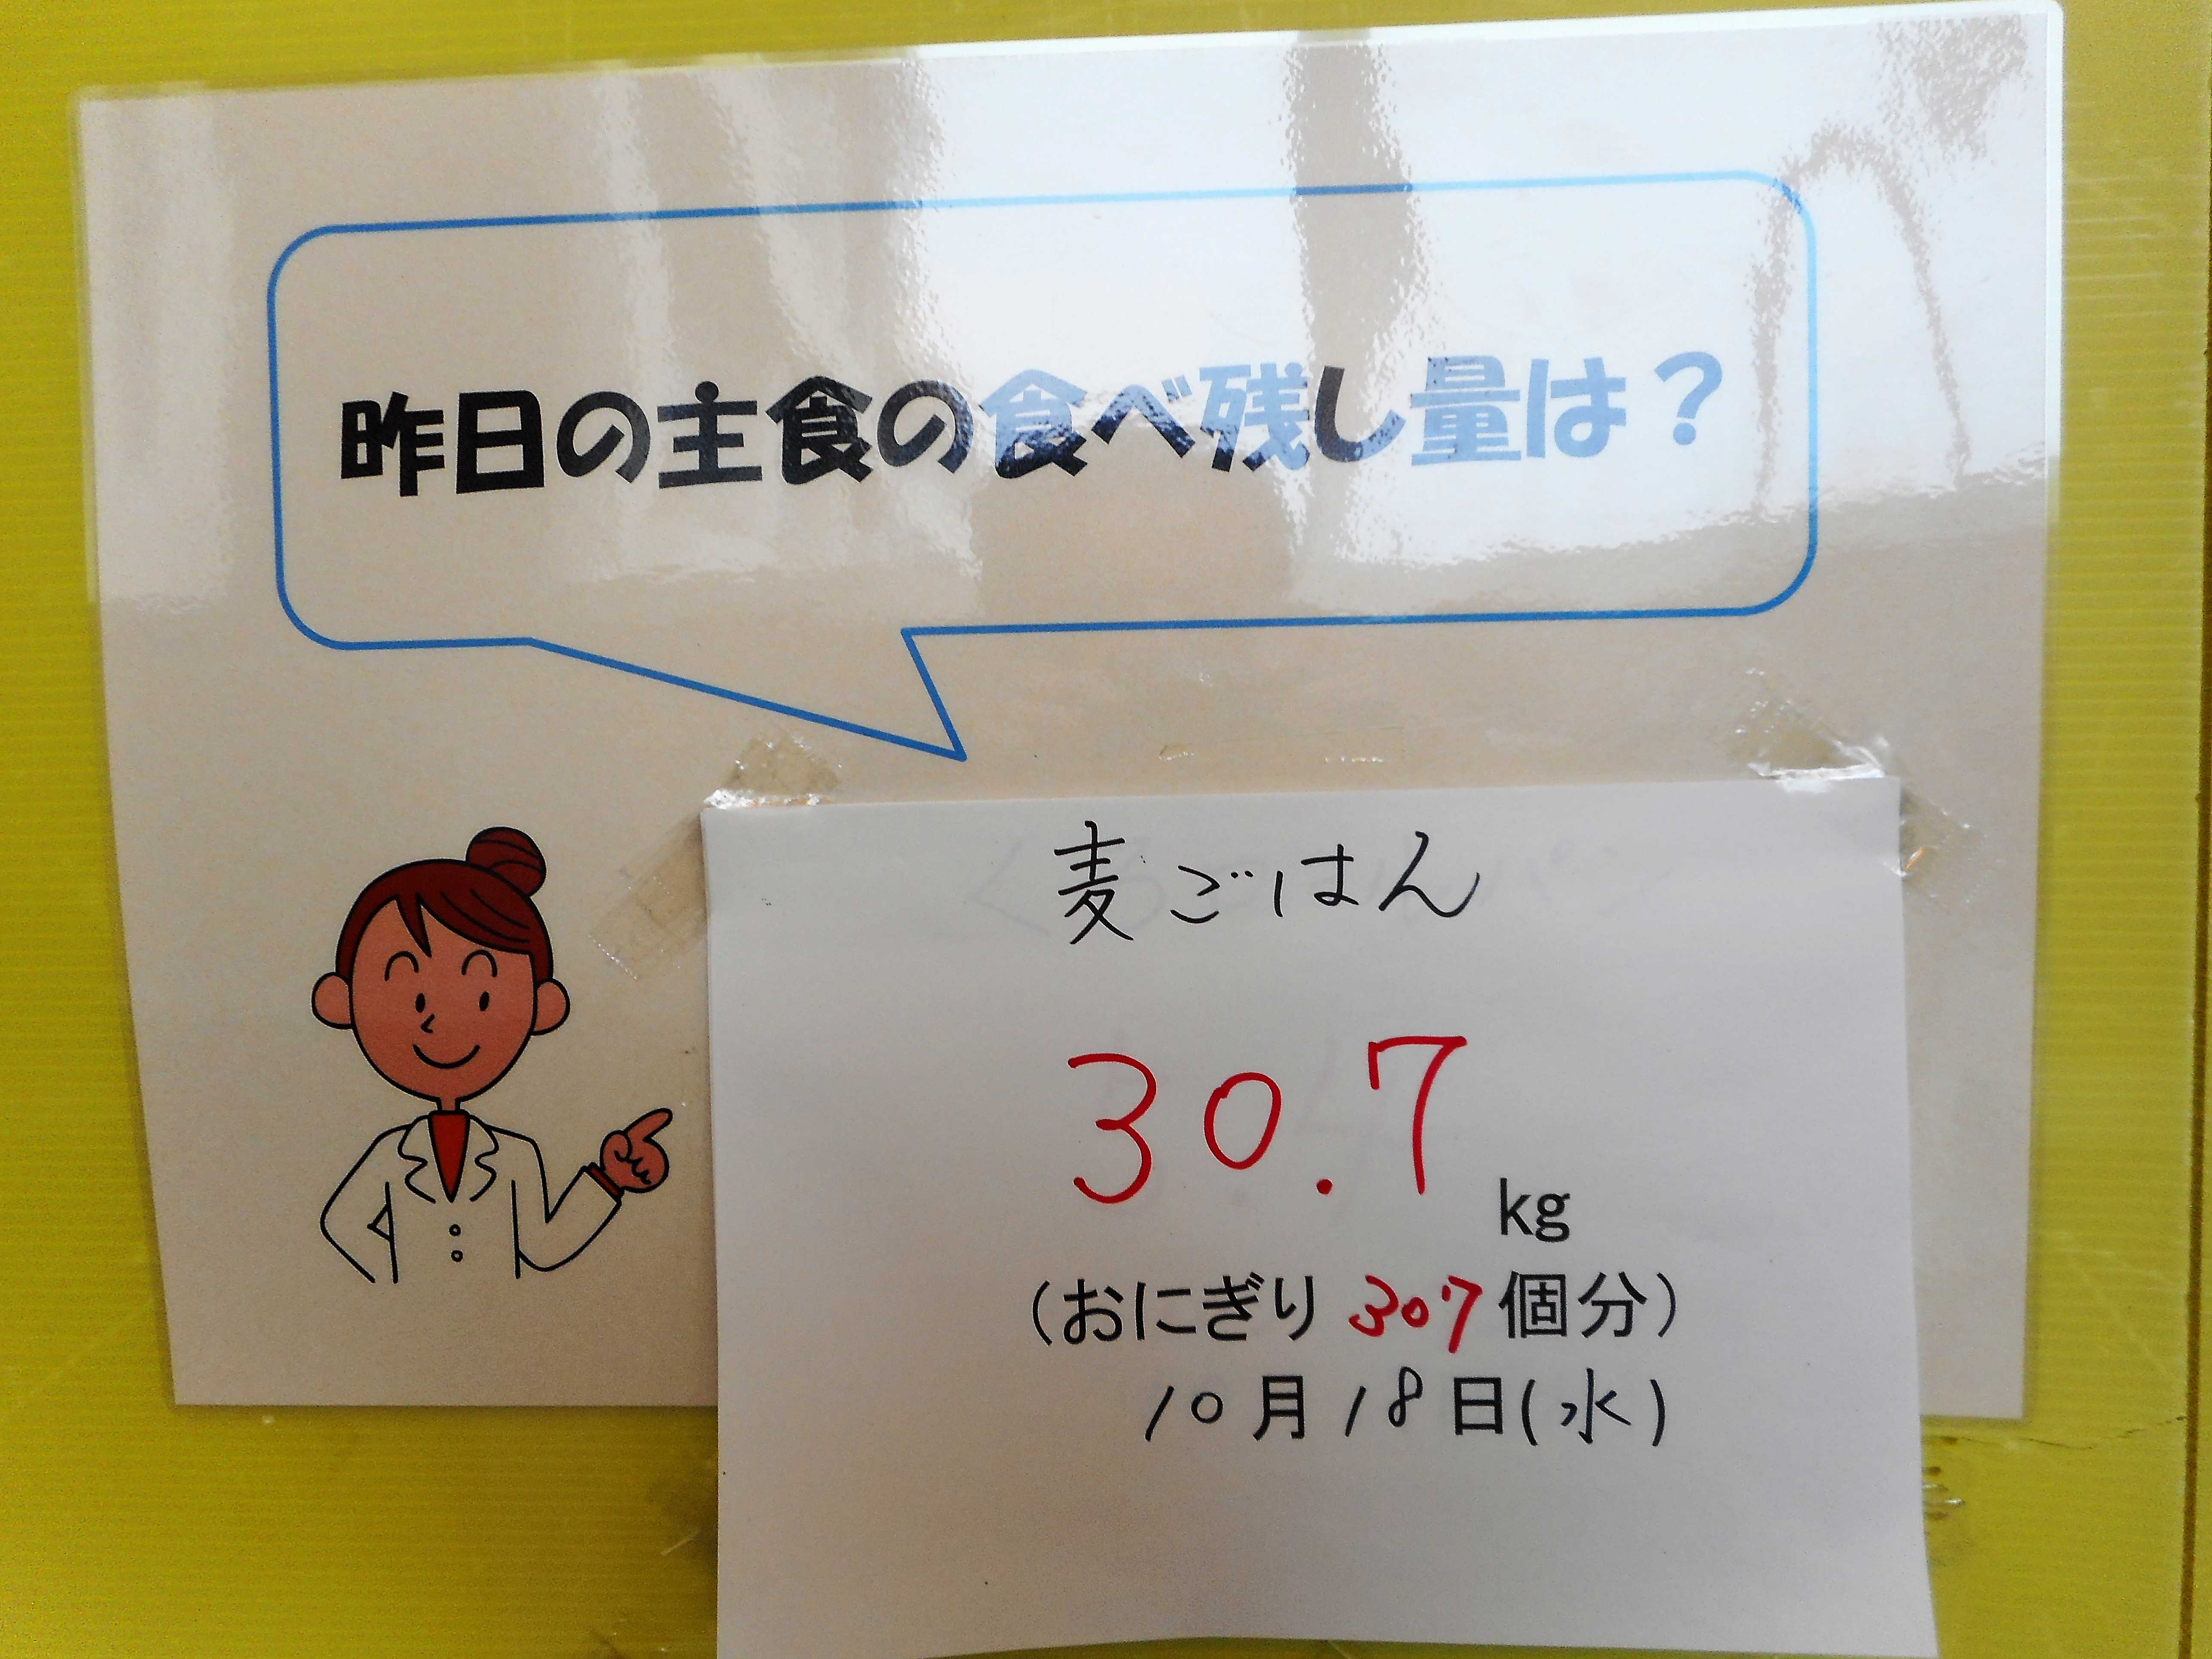 昨日の主食の食べ残し量は？
麦ごはん
30.7 kg
（おにぎり 307 個分）
10月18日(水)